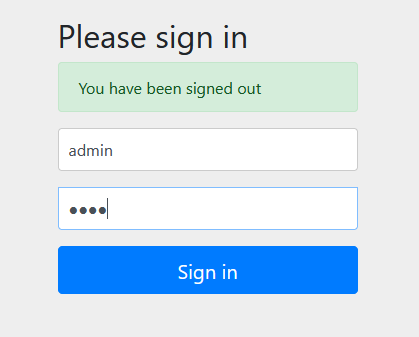 Please sign in
You have been signed out
admin
••••
Sign in